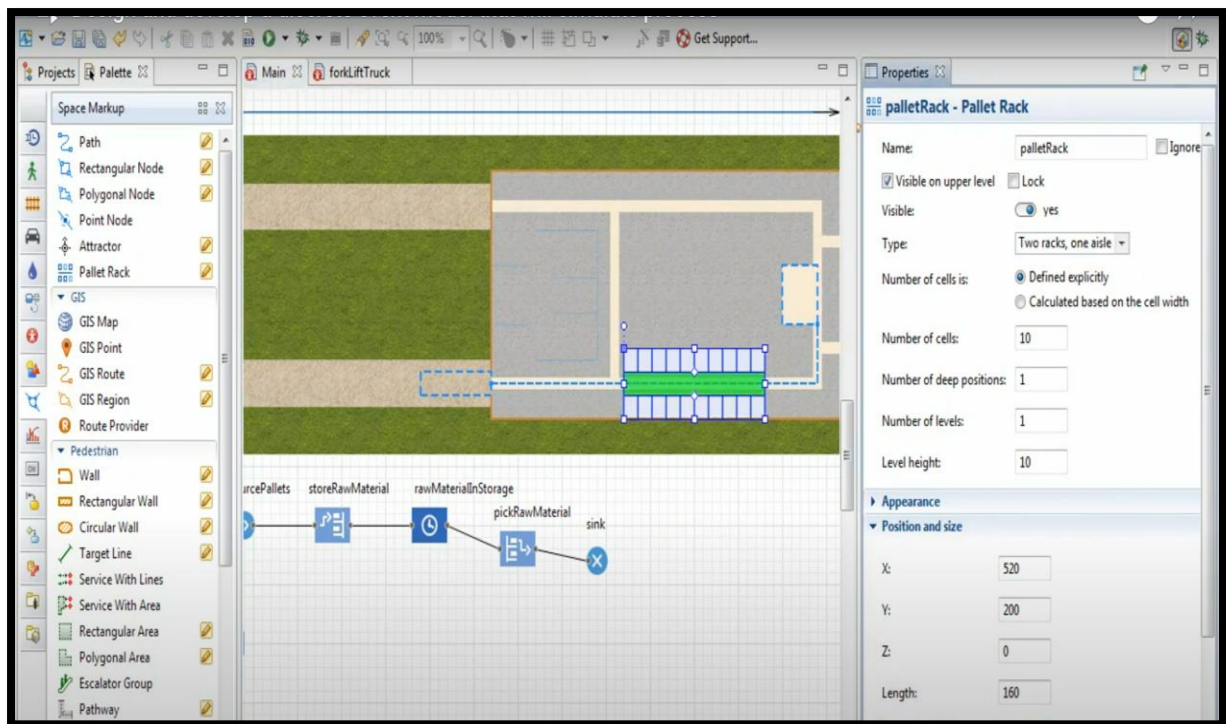 100%
Get Support...
Projects
Palette
Main
forkLiftTruck
Properties
Space Markup
Path
Rectangular Node
Polygonal Node
Point Node
Attractor
Pallet Rack
GIS
GIS Map
GIS Point
GIS Route
GIS Region
Route Provider
Pedestrian
Wall
Rectangular Wall
Circular Wall
Target Line
Service With Lines
Service With Area
Rectangular Area
Polygonal Area
Escalator Group
Pathway
urcePallets
storeRawMaterial
rawMaterialInStorage
pickRawMaterial
sink
palletRack - Pallet Rack
Name: palletRack Ignore
Visible on upper level Lock
Visible: yes
Type: Two racks, one aisle
Number of cells is: Defined explicitly
Calculated based on the cell width
Number of cells: 10
Number of deep positions: 1
Number of levels: 1
Level height: 10
Appearance
Position and size
X: 520
Y: 200
Z: 0
Length: 160